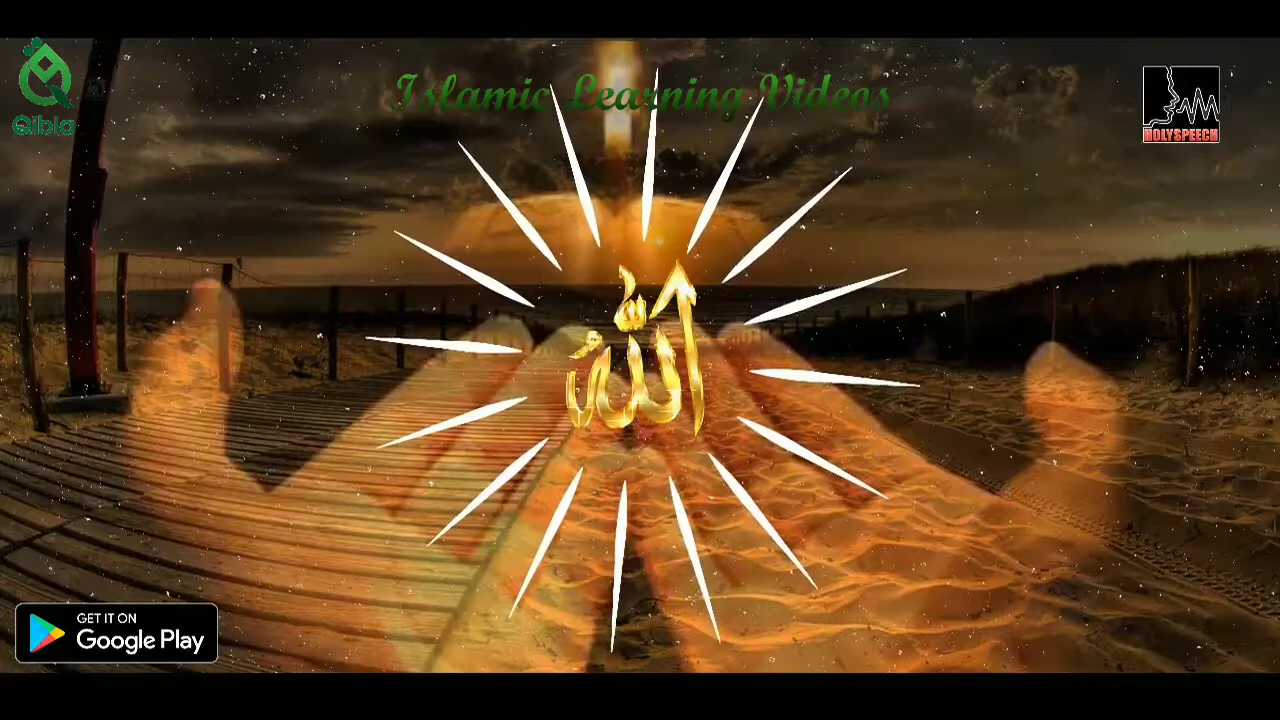 Islamic Learning Videos
Qibla
HOLYSPEECH
الله
GET IT ON
Google Play